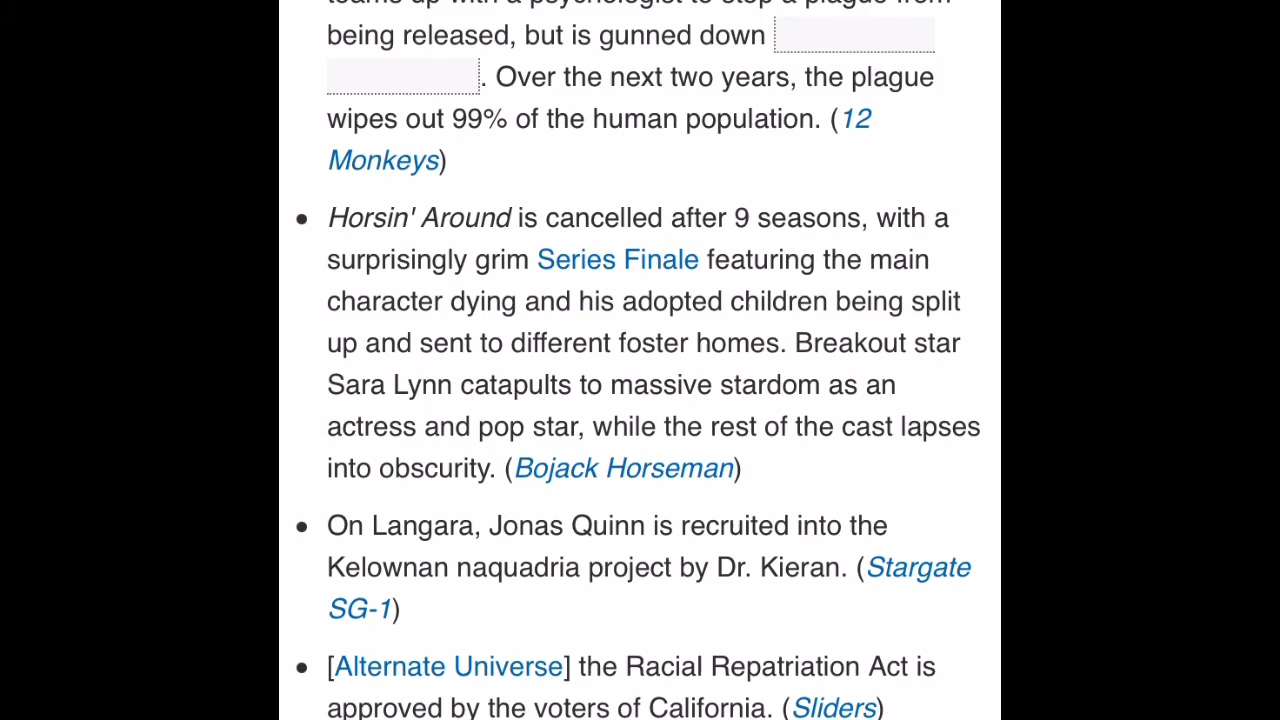 being released, but is gunned down
. Over the next two years, the plague
wipes out 99% of the human population. (12
Monkeys)
• Horsin' Around is cancelled after 9 seasons, with a
surprisingly grim Series Finale featuring the main
character dying and his adopted children being split
up and sent to different foster homes. Breakout star
Sara Lynn catapults to massive stardom as an
actress and pop star, while the rest of the cast lapses
into obscurity. (Bojack Horseman)
• On Langara, Jonas Quinn is recruited into the
Kelownan naquadria project by Dr. Kieran. (Stargate
SG-1)
• [Alternate Universe] the Racial Repatriation Act is
approved by the voters of California. (Sliders)